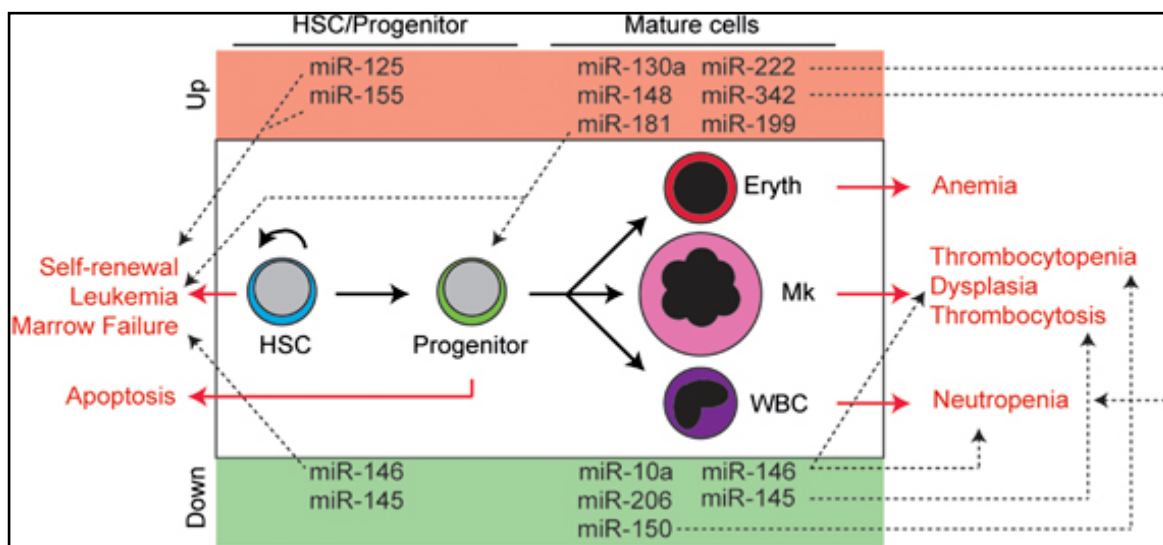 HSC/Progenitor Mature cells
Up
miR-125 miR-130a miR-222
miR-155 miR-148 miR-342
miR-181 miR-199
Eryth Anemia
Self-renewal
Leukemia
Marrow Failure
HSC Progenitor
Mk
Thrombocytopenia
Dysplasia
Thrombocytosis
Apoptosis
WBC Neutropenia
Down
miR-146 miR-10a miR-146
miR-145 miR-206 miR-145
miR-150